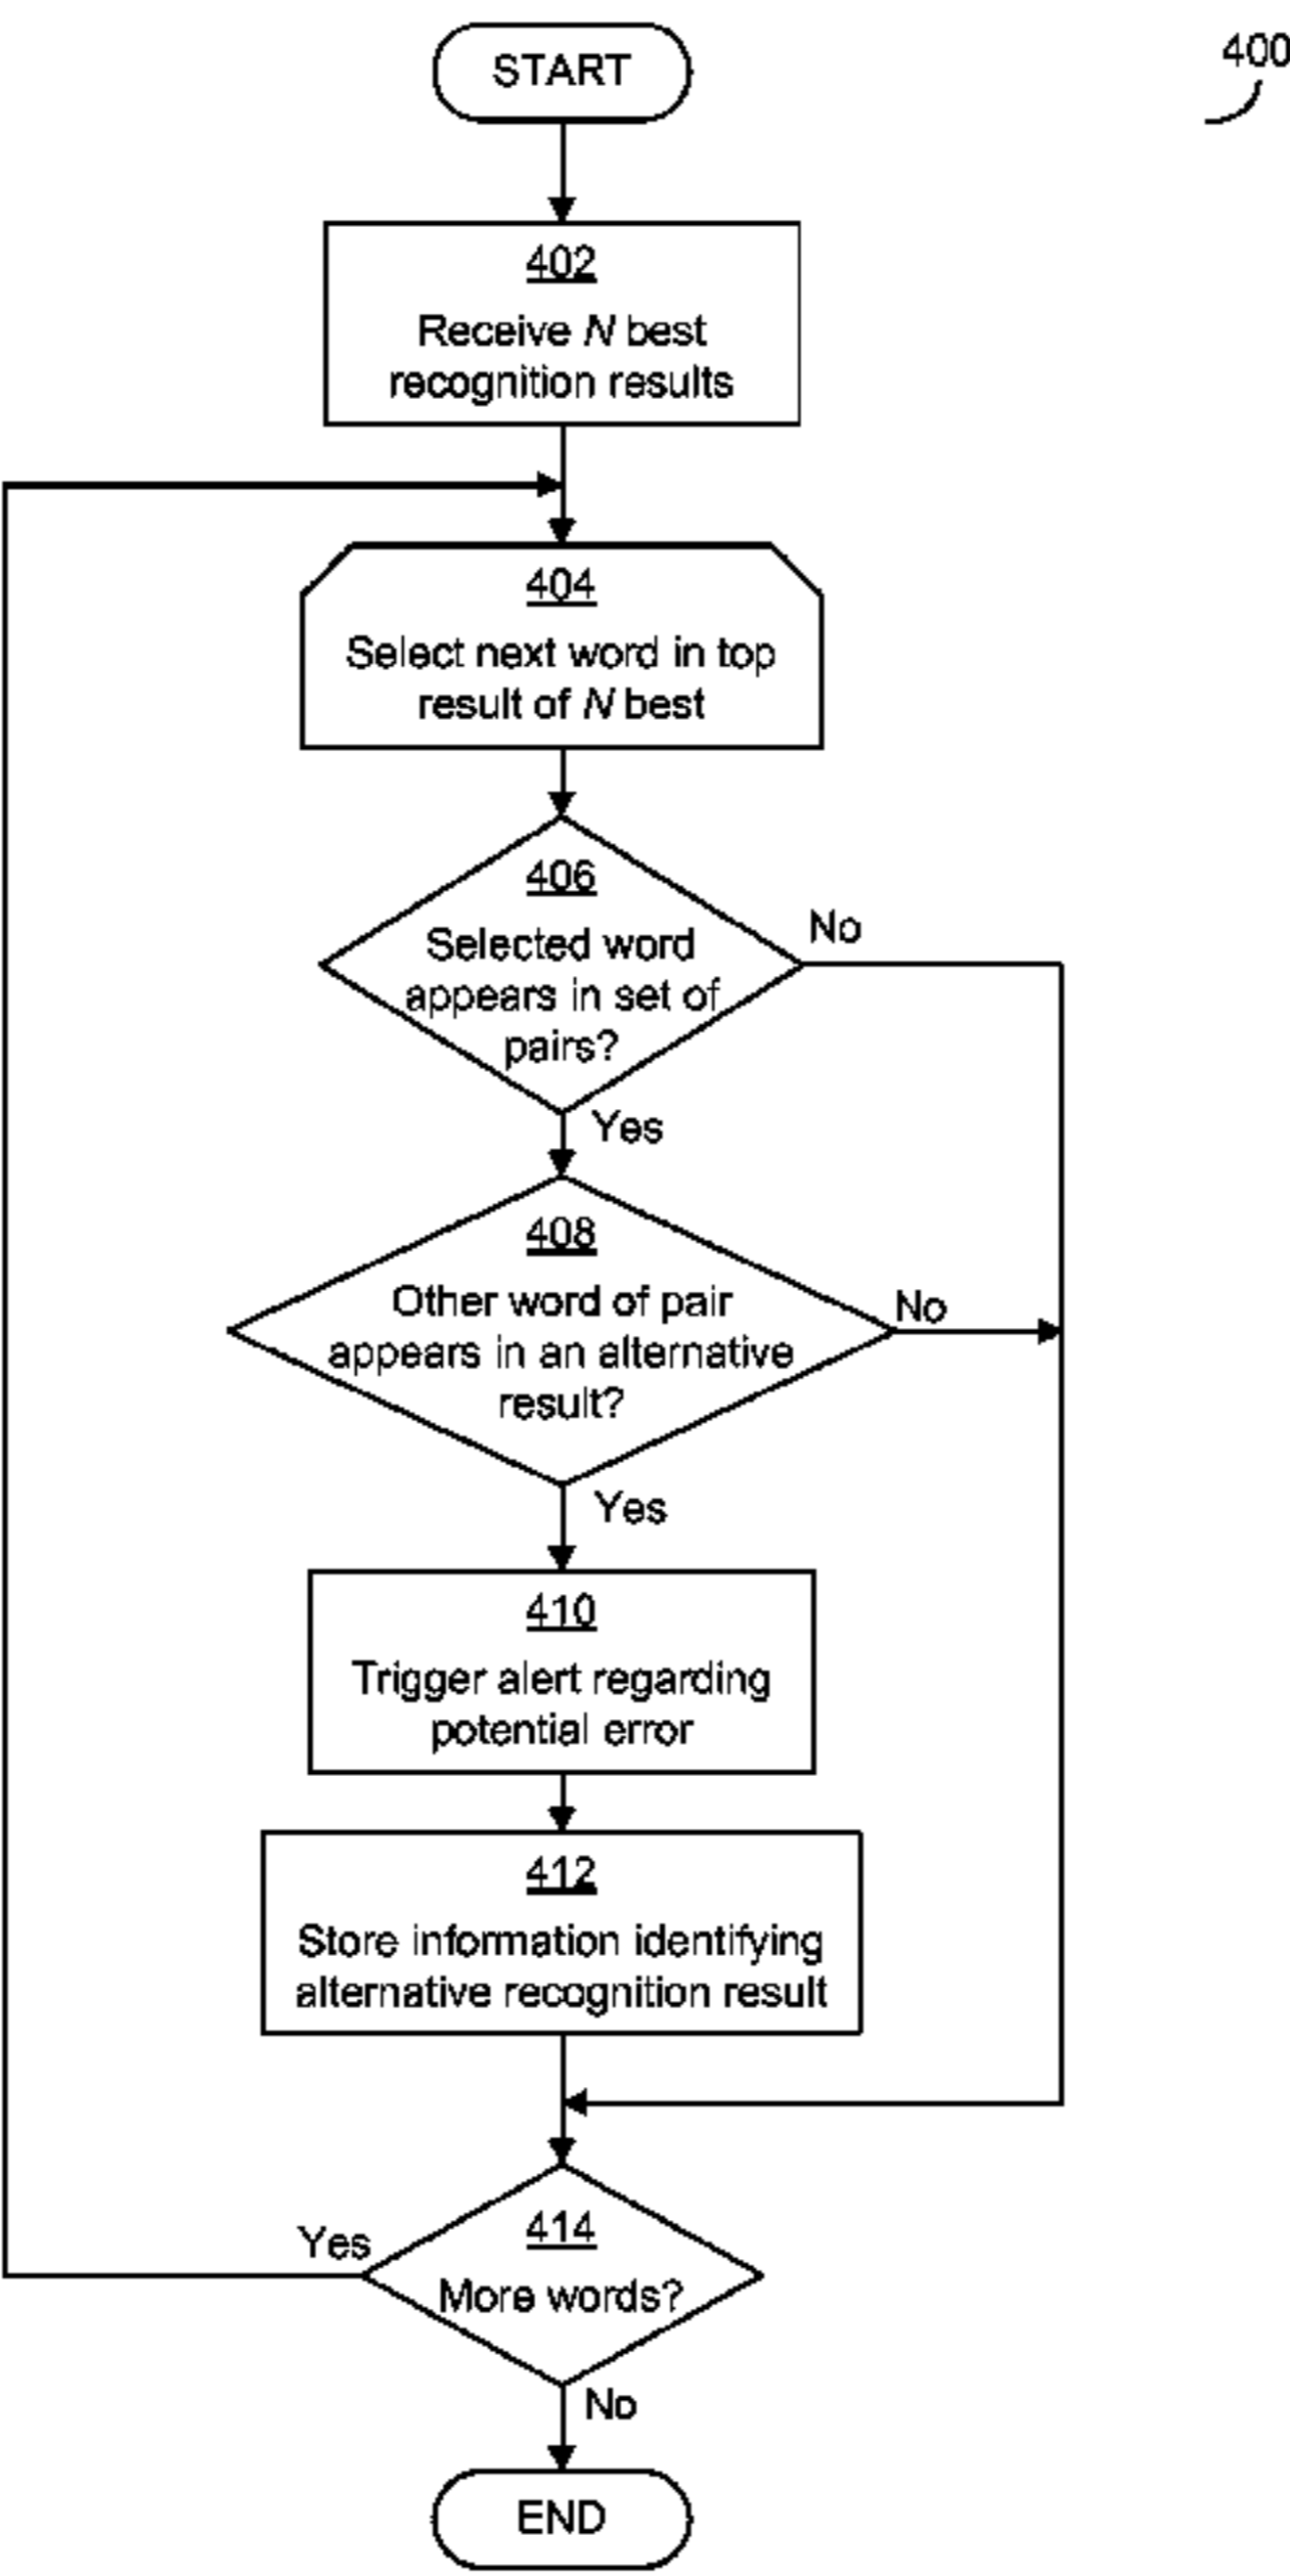 START
400
402
Receive N best
recognition results
404
Select next word in top
result of N best
406
Selected word
appears in set of
pairs?
No
Yes
408
Other word of pair
appears in an alternative
result?
No
Yes
410
Trigger alert regarding
potential error
412
Store information identifying
alternative recognition result
414
More words?
Yes
No
END